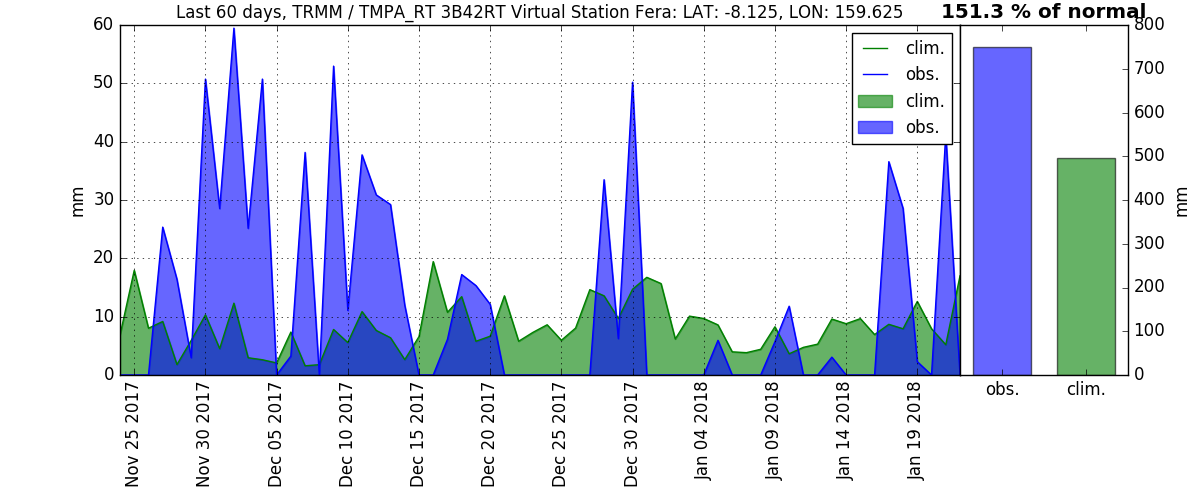 Last 60 days, TRMM / TMPA_RT 3B42RT Virtual Station Fera: LAT: -8.125, LON: 159.625
151.3 % of normal
60
50
40
30
20
10
0
mm
clim.
obs.
clim.
obs.
800
700
600
500
400
300
200
100
0
mm
obs.
clim.
Nov 25 2017
Nov 30 2017
Dec 05 2017
Dec 10 2017
Dec 15 2017
Dec 20 2017
Dec 25 2017
Dec 30 2017
Jan 04 2018
Jan 09 2018
Jan 14 2018
Jan 19 2018